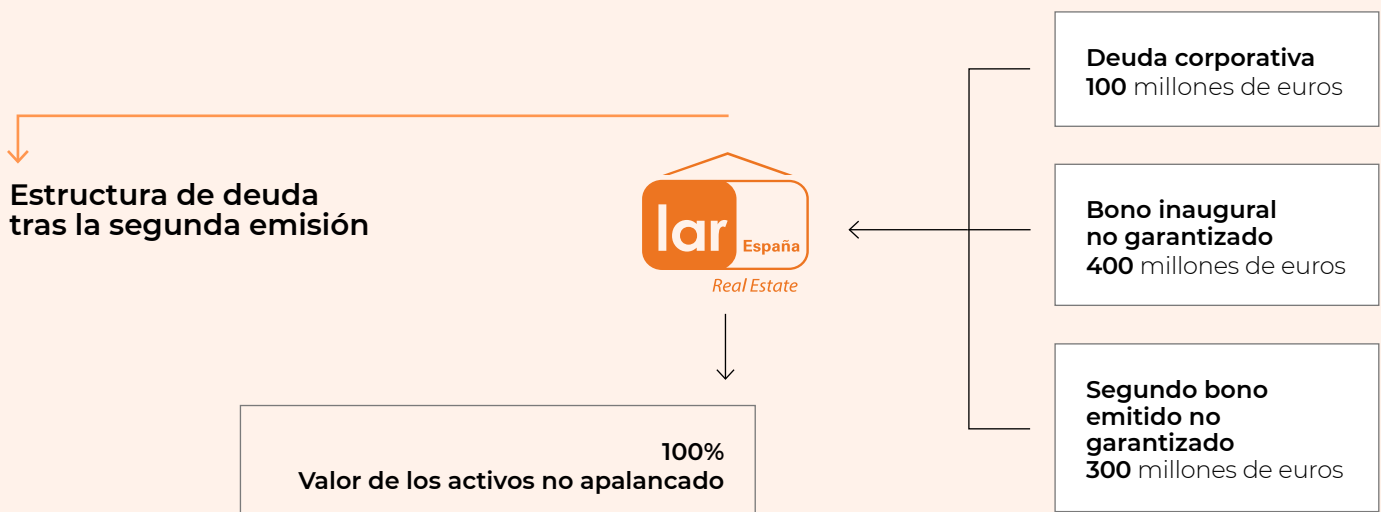 Estructura de deuda
tras la segunda emisión
lar
España
Real Estate
100%
Valor de los activos no apalancado
Deuda corporativa
100 millones de euros
Bono inaugural
no garantizado
400 millones de euros
Segundo bono
emitido no
garantizado
300 millones de euros